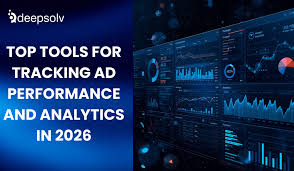 deepsolv
TOP TOOLS FOR
TRACKING AD
PERFORMANCE
AND ANALYTICS
IN 2026